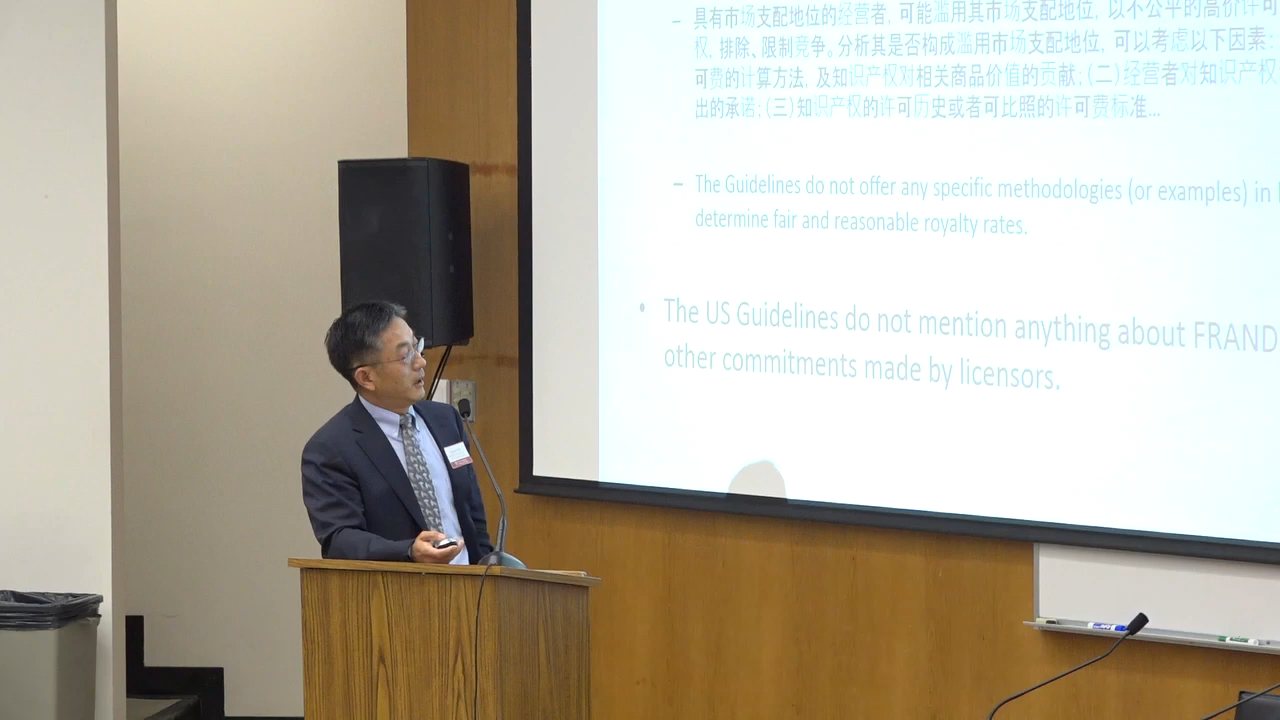 – 具有市场支配地位的经营者, 可能滥用其市场支配地位, 以不公平的高价许可
权, 排除、限制竞争。分析其是否构成滥用市场支配地位, 可以考虑以下因素:
可费的计算方法, 及知识产权对相关商品价值的贡献; (二) 经营者对知识产权
出的承诺; (三) 知识产权的许可历史或者可比照的许可费标准...
– The Guidelines do not offer any specific methodologies (or examples) in
determine fair and reasonable royalty rates.
• The US Guidelines do not mention anything about FRAND
other commitments made by licensors.